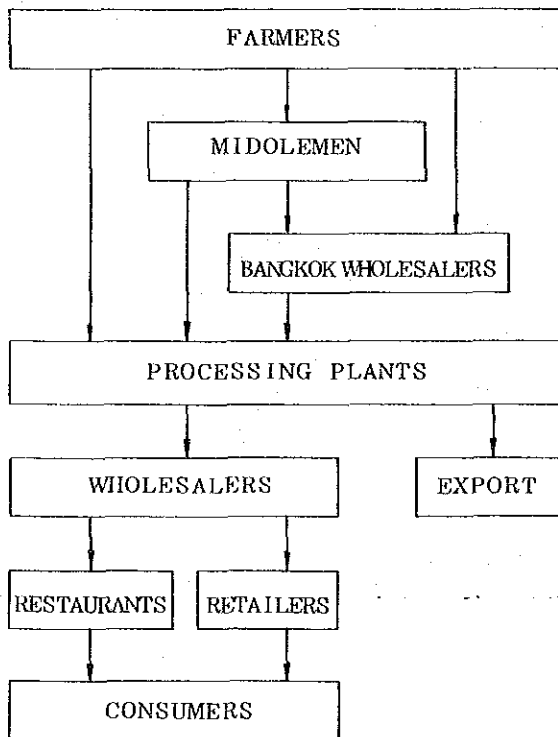 FARMERS
MIDOLEMEN
BANGKOK WHOLESALERS
PROCESSING PLANTS
WHOLESALERS
EXPORT
RESTAURANTS
RETAILERS
CONSUMERS